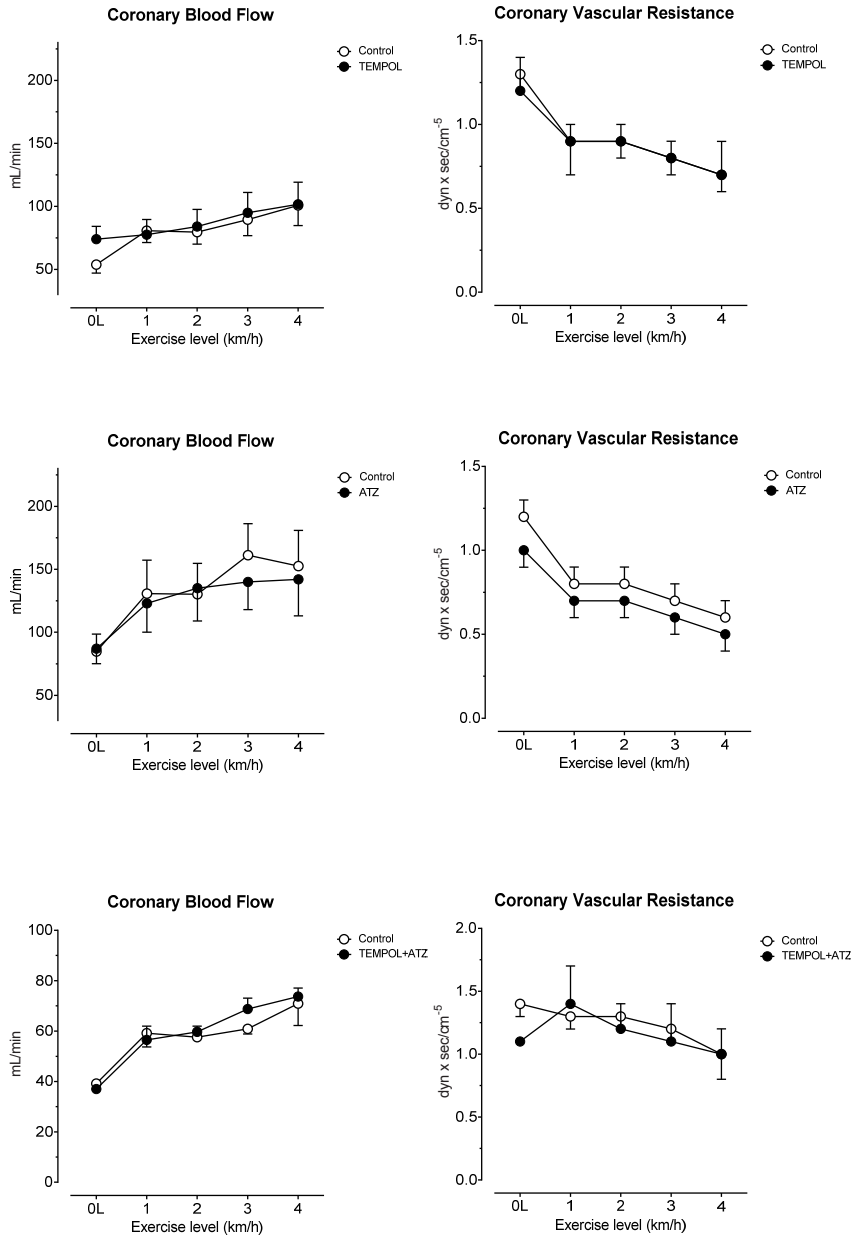 Coronary Blood Flow
Control
TEMPOL
200
150
100
50
mL/min
0L 1 2 3 4
Exercise level (km/h)
Coronary Vascular Resistance
Control
TEMPOL
1.5
1.0
0.5
0.0
dyn x sec/cm-5
0L 1 2 3 4
Exercise level (km/h)
Coronary Blood Flow
Control
ATZ
200
150
100
50
mL/min
0L 1 2 3 4
Exercise level (km/h)
Coronary Vascular Resistance
Control
ATZ
1.5
1.0
0.5
0.0
dyn x sec/cm-5
0L 1 2 3 4
Exercise level (km/h)
Coronary Blood Flow
Control
TEMPOL+ATZ
100
80
60
40
20
0
mL/min
0L 1 2 3 4
Exercise level (km/h)
Coronary Vascular Resistance
Control
TEMPOL+ATZ
2.0
1.5
1.0
0.5
0.0
dyn x sec/cm-5
0L 1 2 3 4
Exercise level (km/h)